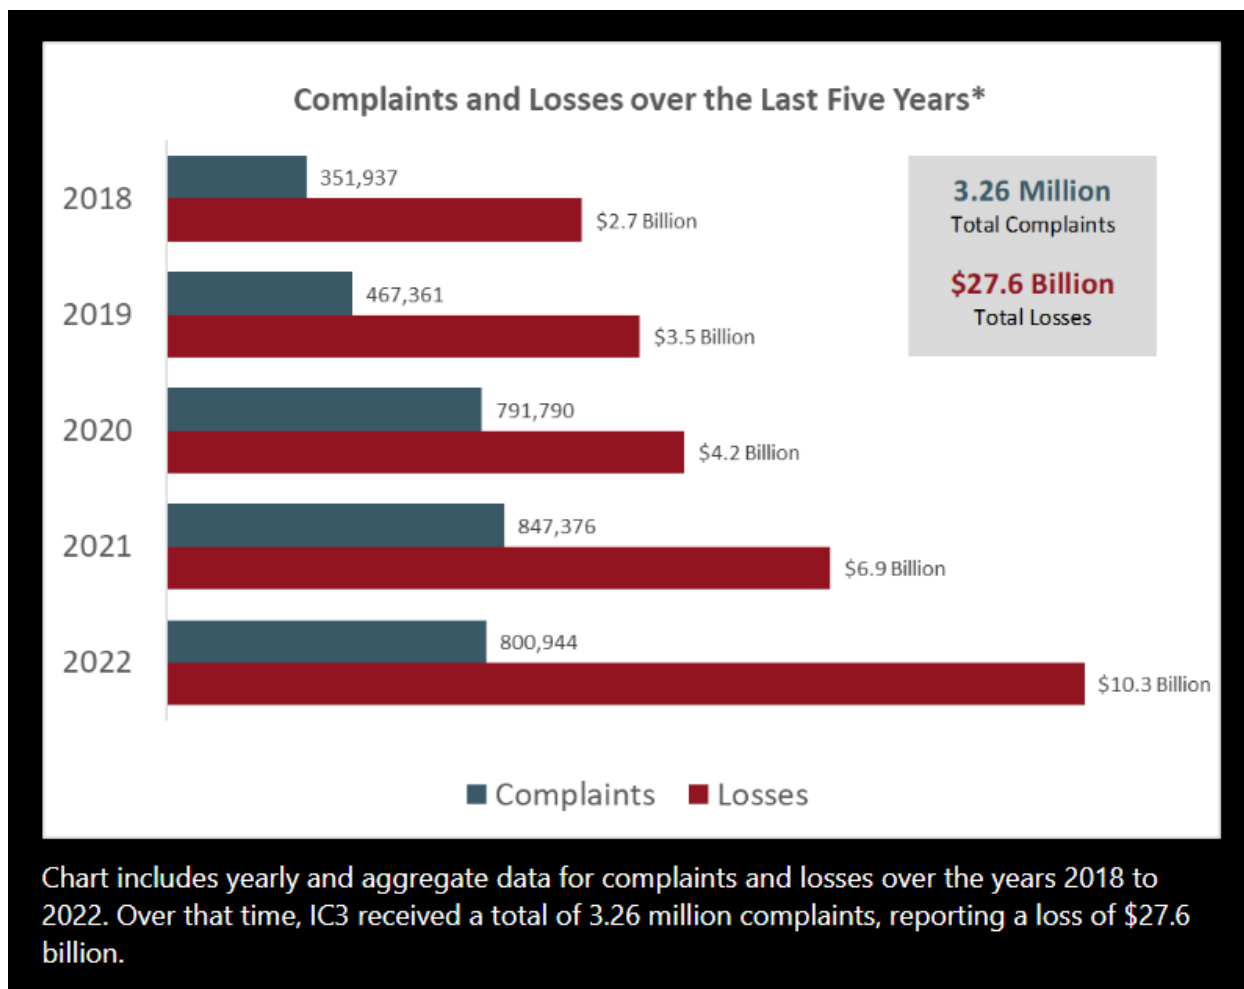 Complaints and Losses over the Last Five Years*
2018
351,937
$2.7 Billion
3.26 Million
Total Complaints
$27.6 Billion
Total Losses
2019
467,361
$3.5 Billion
2020
791,790
$4.2 Billion
2021
847,376
$6.9 Billion
2022
800,944
$10.3 Billion
Complaints Losses
Chart includes yearly and aggregate data for complaints and losses over the years 2018 to
2022. Over that time, IC3 received a total of 3.26 million complaints, reporting a loss of $27.6
billion.